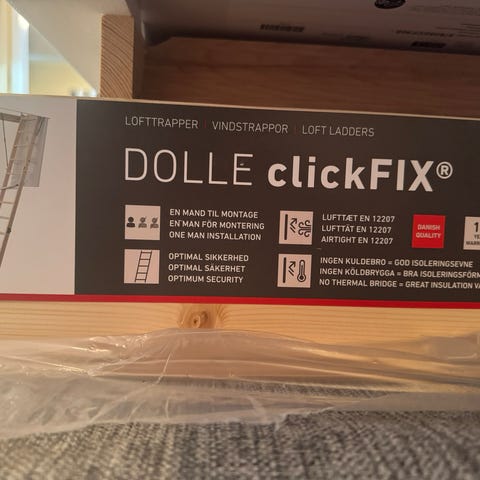 LOFTTRAPPER | VINDSTRAPPOR | LOFT LADDERS
DOLLE clickFIX®
EN MAND TIL MONTAGE
EN MAN FÖR MONTERING
ONE MAN INSTALLATION
LUFTTÆT EN 12207
LUFTTÄT EN 12207
AIRTIGHT EN 12207
DANISH
QUALITY
OPTIMAL SIKKERHED
OPTIMAL SÄKERHET
OPTIMUM SECURITY
INGEN KULDEBRO = GOD ISOLERINGSEVNE
INGEN KÖLDBRYGGA = BRA
NO THERMAL BRIDGE = GREAT INSULATION